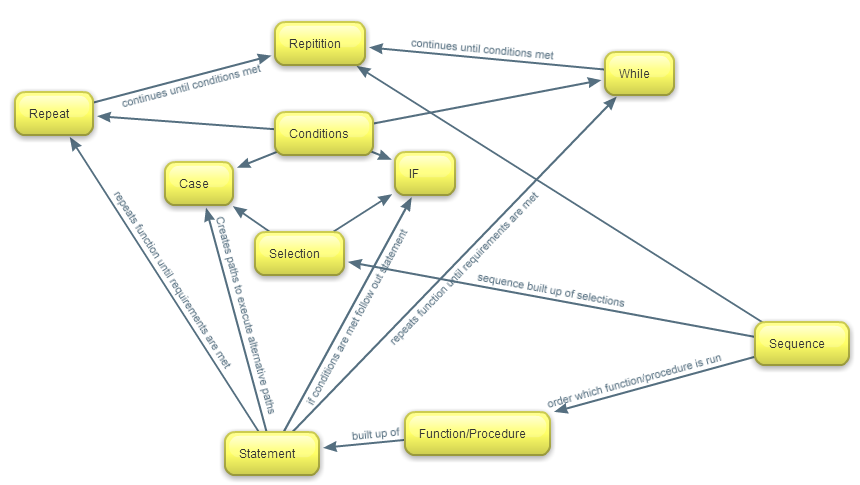 Repitition
continues until conditions met
While
continues until conditions met
Repeat
Conditions
IF
Case
Selection
repeats function until requirements are met
Creates paths to execute alternative paths
if conditions are met follow out statement
repeats function until requirements are met
sequence built up of selections
Sequence
order which function/procedure is run
Function/Procedure
built up of
Statement